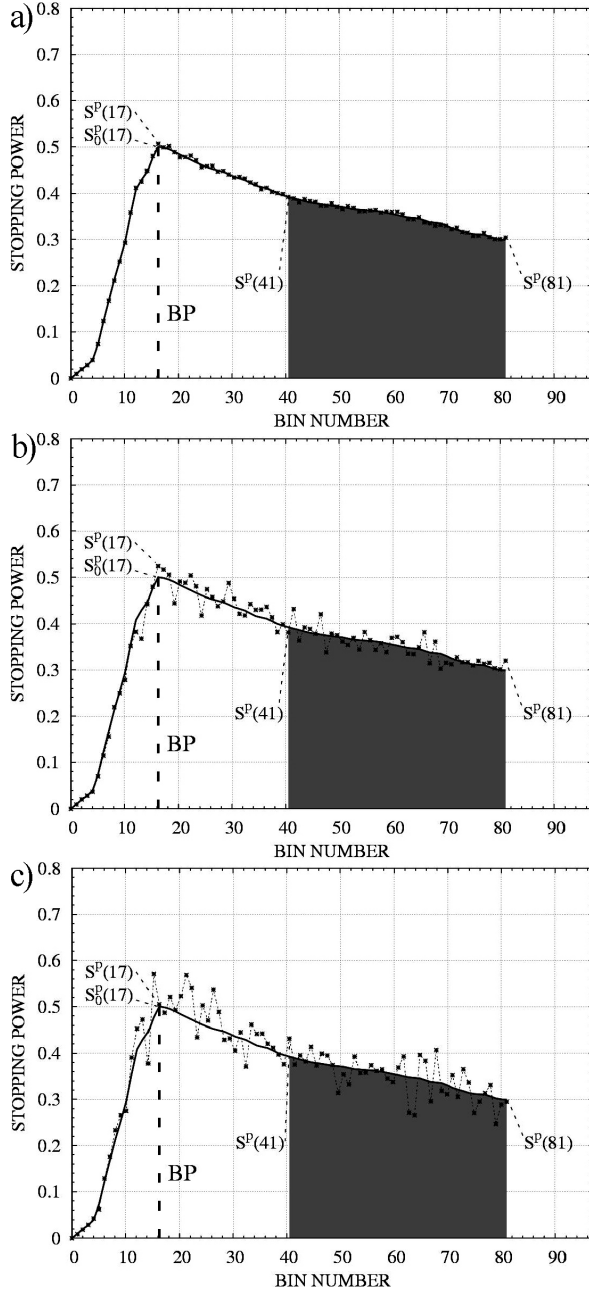 a)
0.8
0.7
0.6
0.5
0.4
0.3
0.2
0.1
0
STOPPING POWER
S^p(17)
S_0^p(17)
S^p(41)
S^p(81)
BP
0 10 20 30 40 50 60 70 80 90
BIN NUMBER
b)
0.8
0.7
0.6
0.5
0.4
0.3
0.2
0.1
0
STOPPING POWER
S^p(17)
S_0^p(17)
S^p(41)
S^p(81)
BP
0 10 20 30 40 50 60 70 80 90
BIN NUMBER
c)
0.8
0.7
0.6
0.5
0.4
0.3
0.2
0.1
0
STOPPING POWER
S^p(17)
S_0^p(17)
S^p(41)
S^p(81)
BP
0 10 20 30 40 50 60 70 80 90
BIN NUMBER